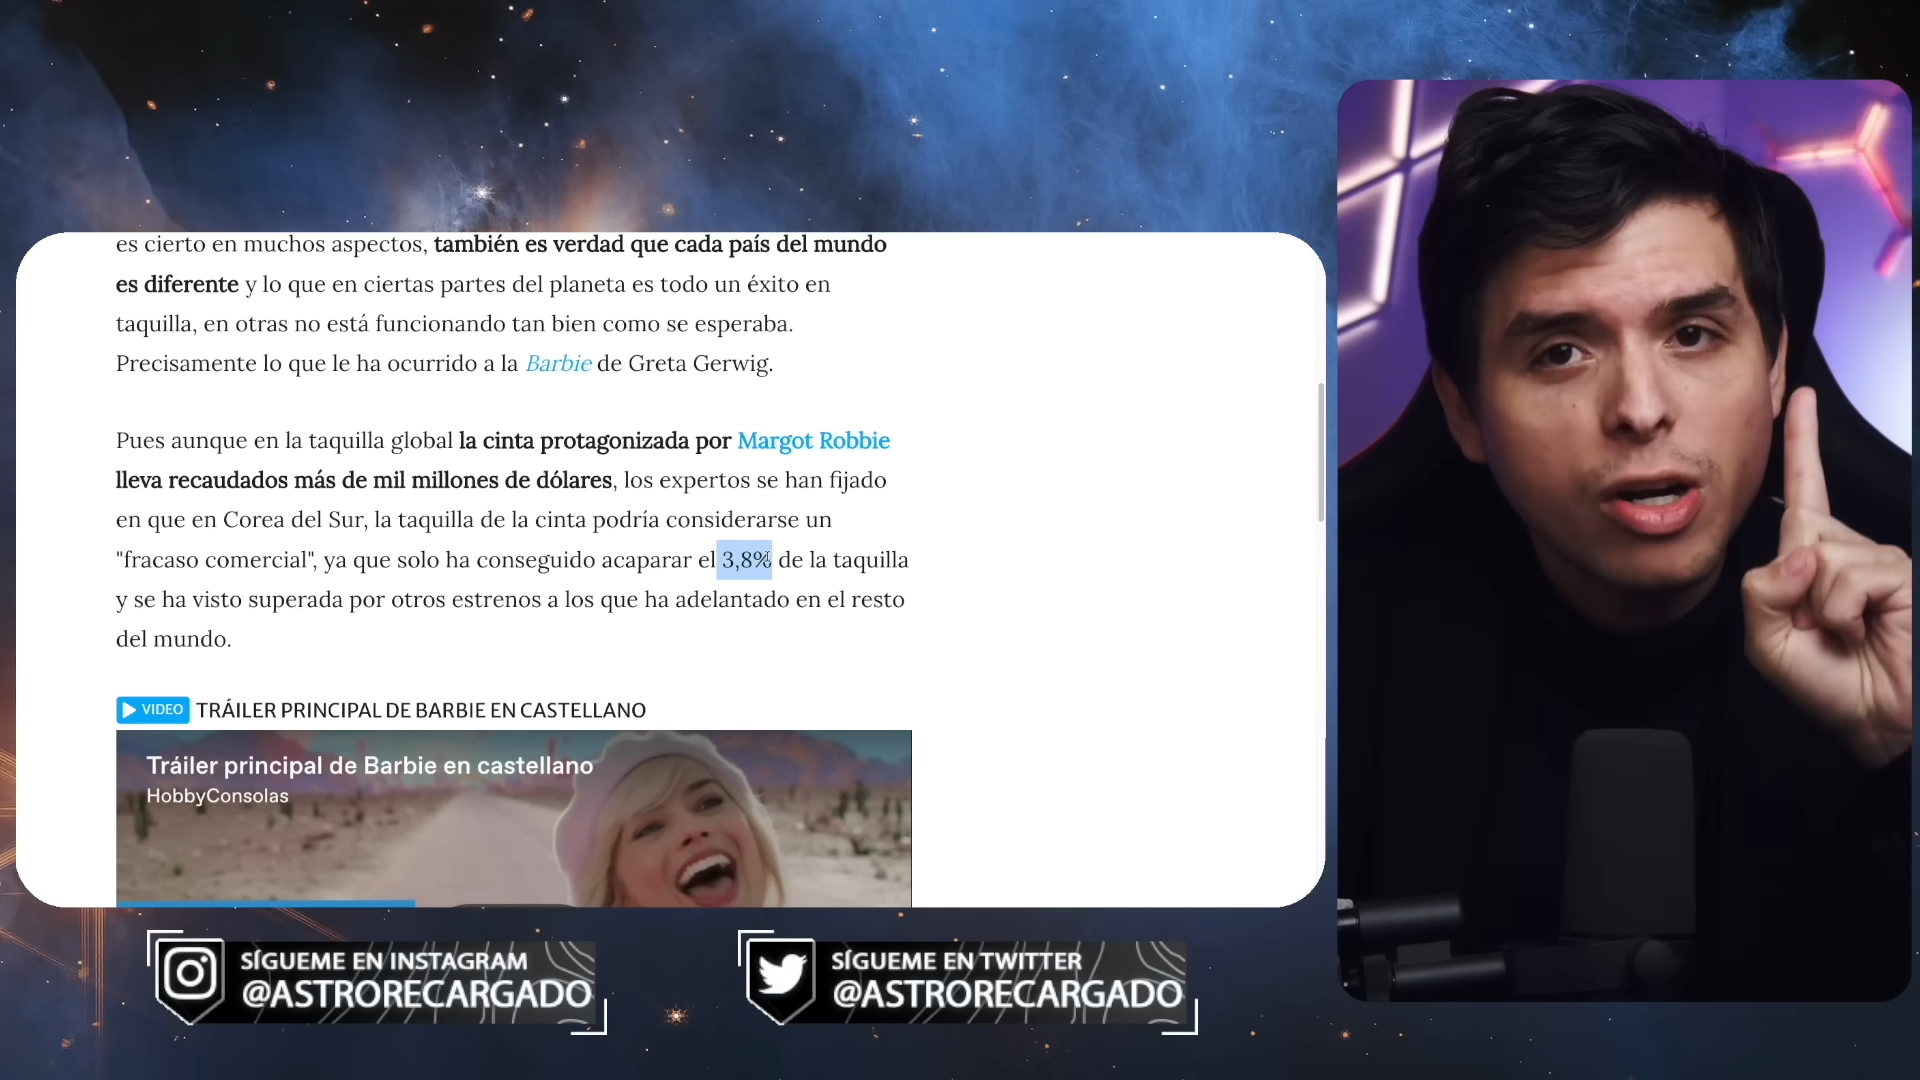 es cierto en muchos aspectos, también es verdad que cada país del mundo
es diferente y lo que en ciertas partes del planeta es todo un éxito en
taquilla, en otras no está funcionando tan bien como se esperaba.
Precisamente lo que le ha ocurrido a la Barbie de Greta Gerwig.
Pues aunque en la taquilla global la cinta protagonizada por Margot Robbie
lleva recaudados más de mil millones de dólares, los expertos se han fijado
en que en Corea del Sur, la taquilla de la cinta podría considerarse un
"fracaso comercial", ya que solo ha conseguido acaparar el 3,8% de la taquilla
y se ha visto superada por otros estrenos a los que ha adelantado en el resto
del mundo.
VIDEO TRÁILER PRINCIPAL DE BARBIE EN CASTELLANO
Tráiler principal de Barbie en castellano
HobbyConsolas
SÍGUEME EN INSTAGRAM
@ASTRORECARGADO
SÍGUEME EN TWITTER
@ASTRORECARGADO